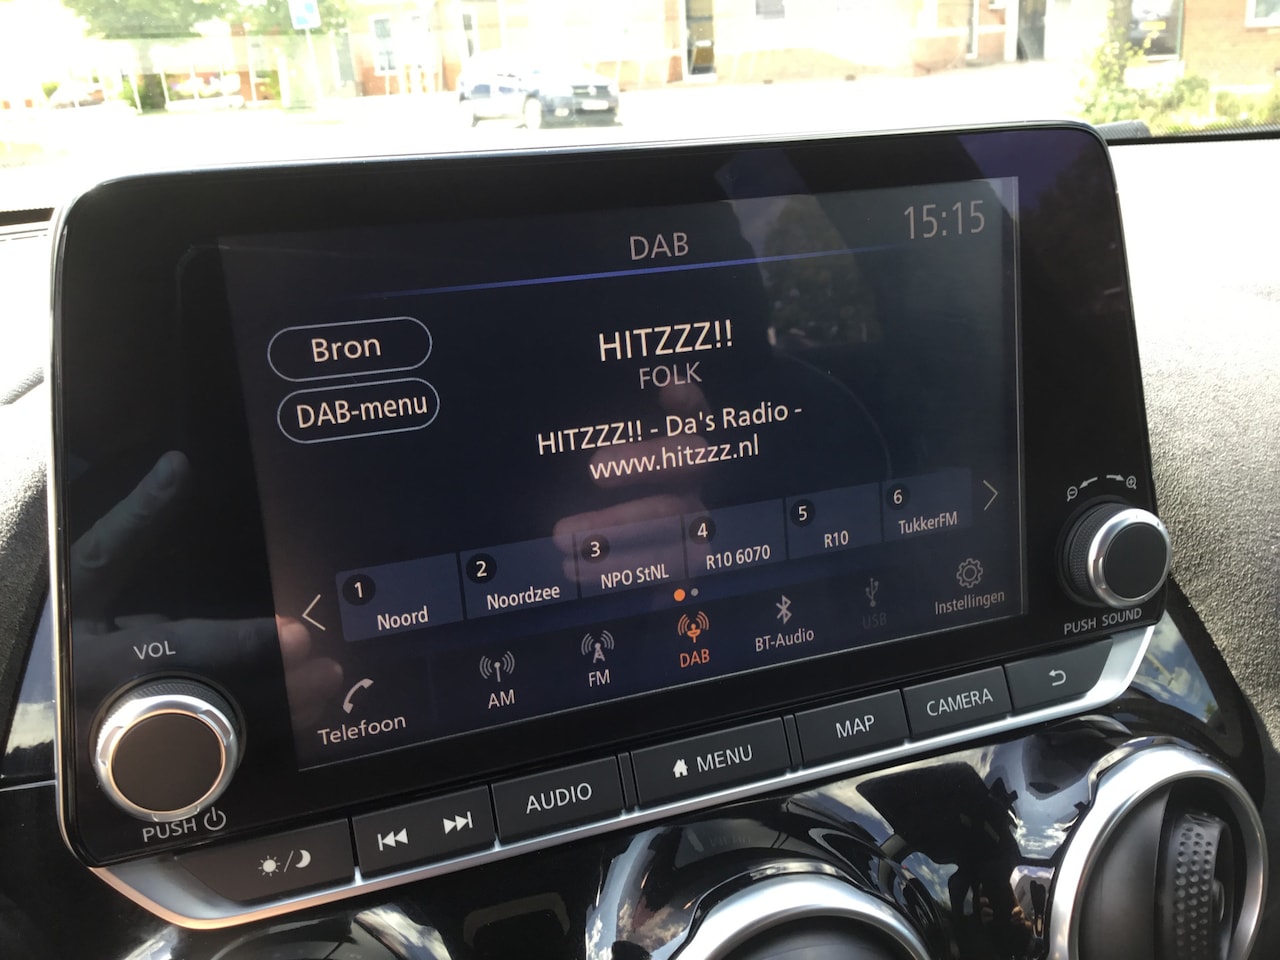 DAB
15:15
Bron
DAB-menu
HITZZZ!!
FOLK
HITZZZ!! - Da's Radio -
www.hitzzz.nl
1
Noord
2
Noordzee
3
NPO StNL
4
R10 6070
5
R10
6
TukkerFM
Telefoon
AM
FM
DAB
BT-Audio
USB
Instellingen
VOL
PUSH
PUSH SOUND
AUDIO
MENU
MAP
CAMERA